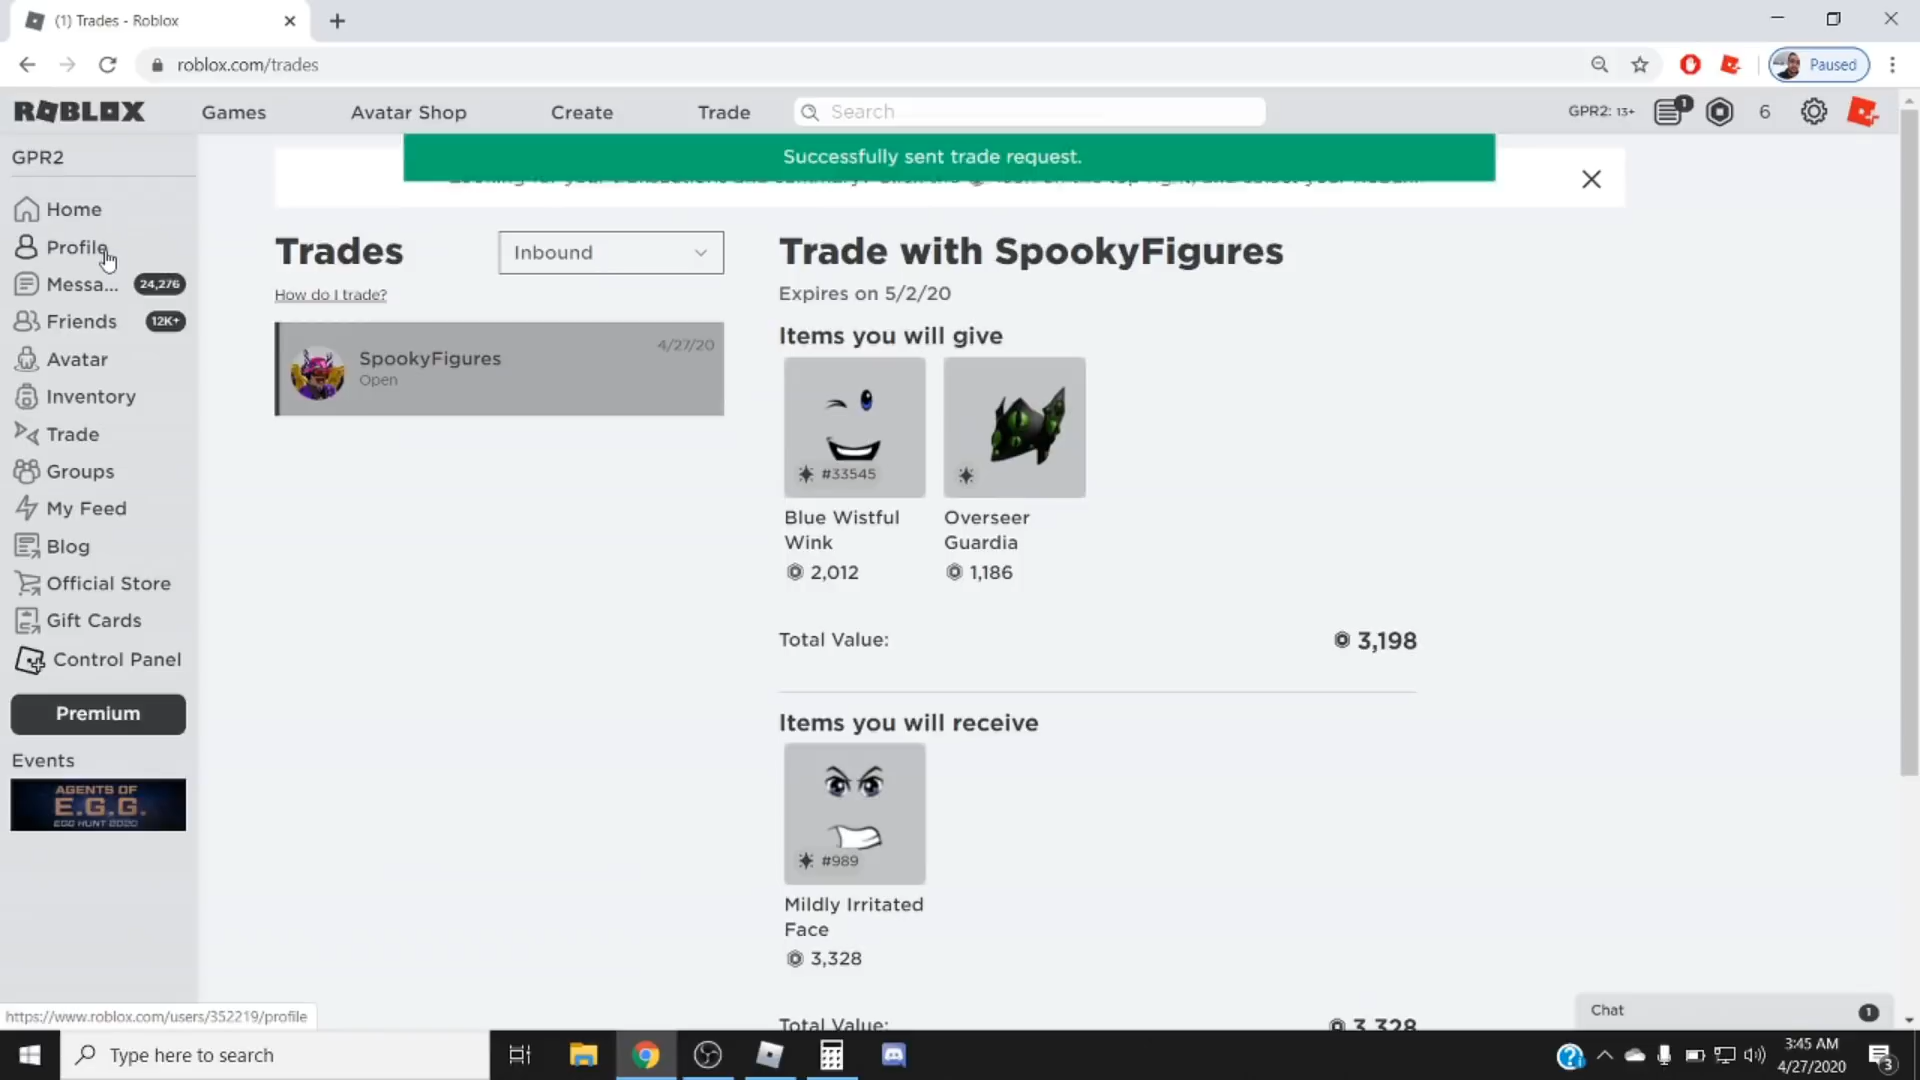 (1) Trades - Roblox
roblox.com/trades
Paused
ROBLOX
Games
Avatar Shop
Create
Trade
Search
GPR2: 13+
1
6
GPR2
Successfully sent trade request.
Home
Profile
Messa... 24,276
Friends 12K+
Avatar
Inventory
Trade
Groups
My Feed
Blog
Official Store
Gift Cards
Control Panel
Premium
Events
AGENTS OF
E.G.G.
EGG HUNT 2020
Trades
Inbound
How do I trade?
SpookyFigures
4/27/20
Open
Trade with SpookyFigures
Expires on 5/2/20
Items you will give
#33545
Blue Wistful
Wink
2,012
Overseer
Guardia
1,186
Total Value:
3,198
Items you will receive
#989
Mildly Irritated
Face
3,328
Total Value:
3,328
Chat
1
https://www.roblox.com/users/352219/profile
Type here to search
3:45 AM
4/27/2020
3